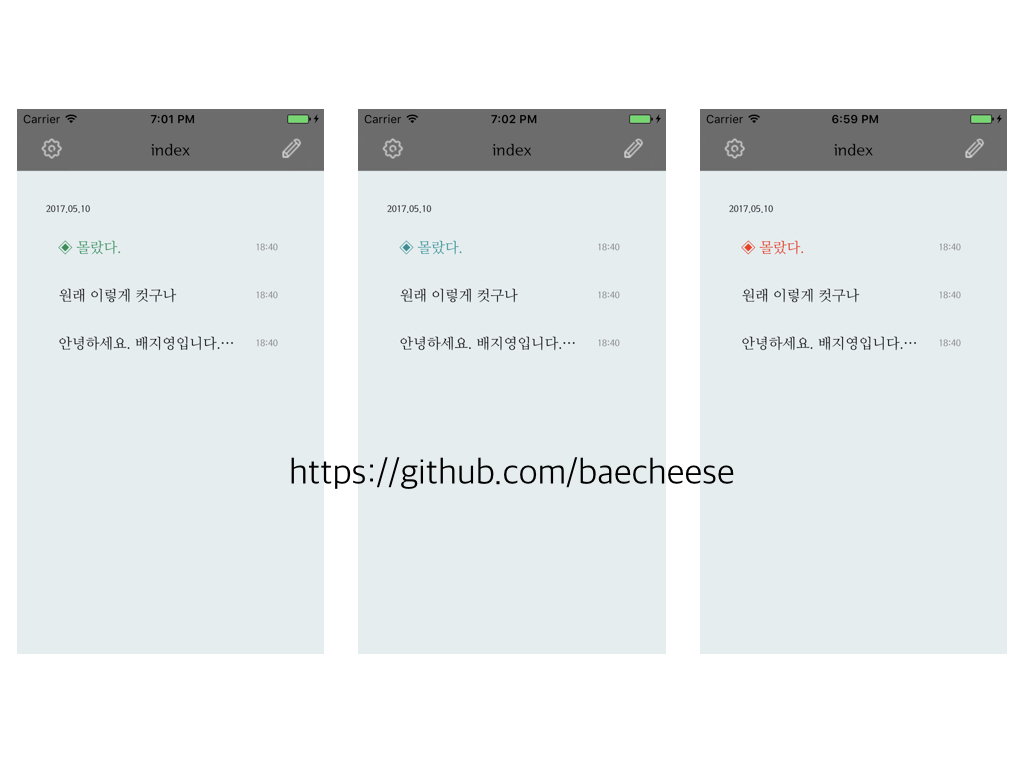 Carrier 7:01 PM
index
2017.05.10
◈ 몰랐다. 18:40
원래 이렇게 컷구나 18:40
안녕하세요. 배지영입니다.⋯ 18:40
Carrier 7:02 PM
index
2017.05.10
◈ 몰랐다. 18:40
원래 이렇게 컷구나 18:40
안녕하세요. 배지영입니다.⋯ 18:40
Carrier 6:59 PM
index
2017.05.10
◈ 몰랐다. 18:40
원래 이렇게 컷구나 18:40
안녕하세요. 배지영입니다.⋯ 18:40
https://github.com/baecheese